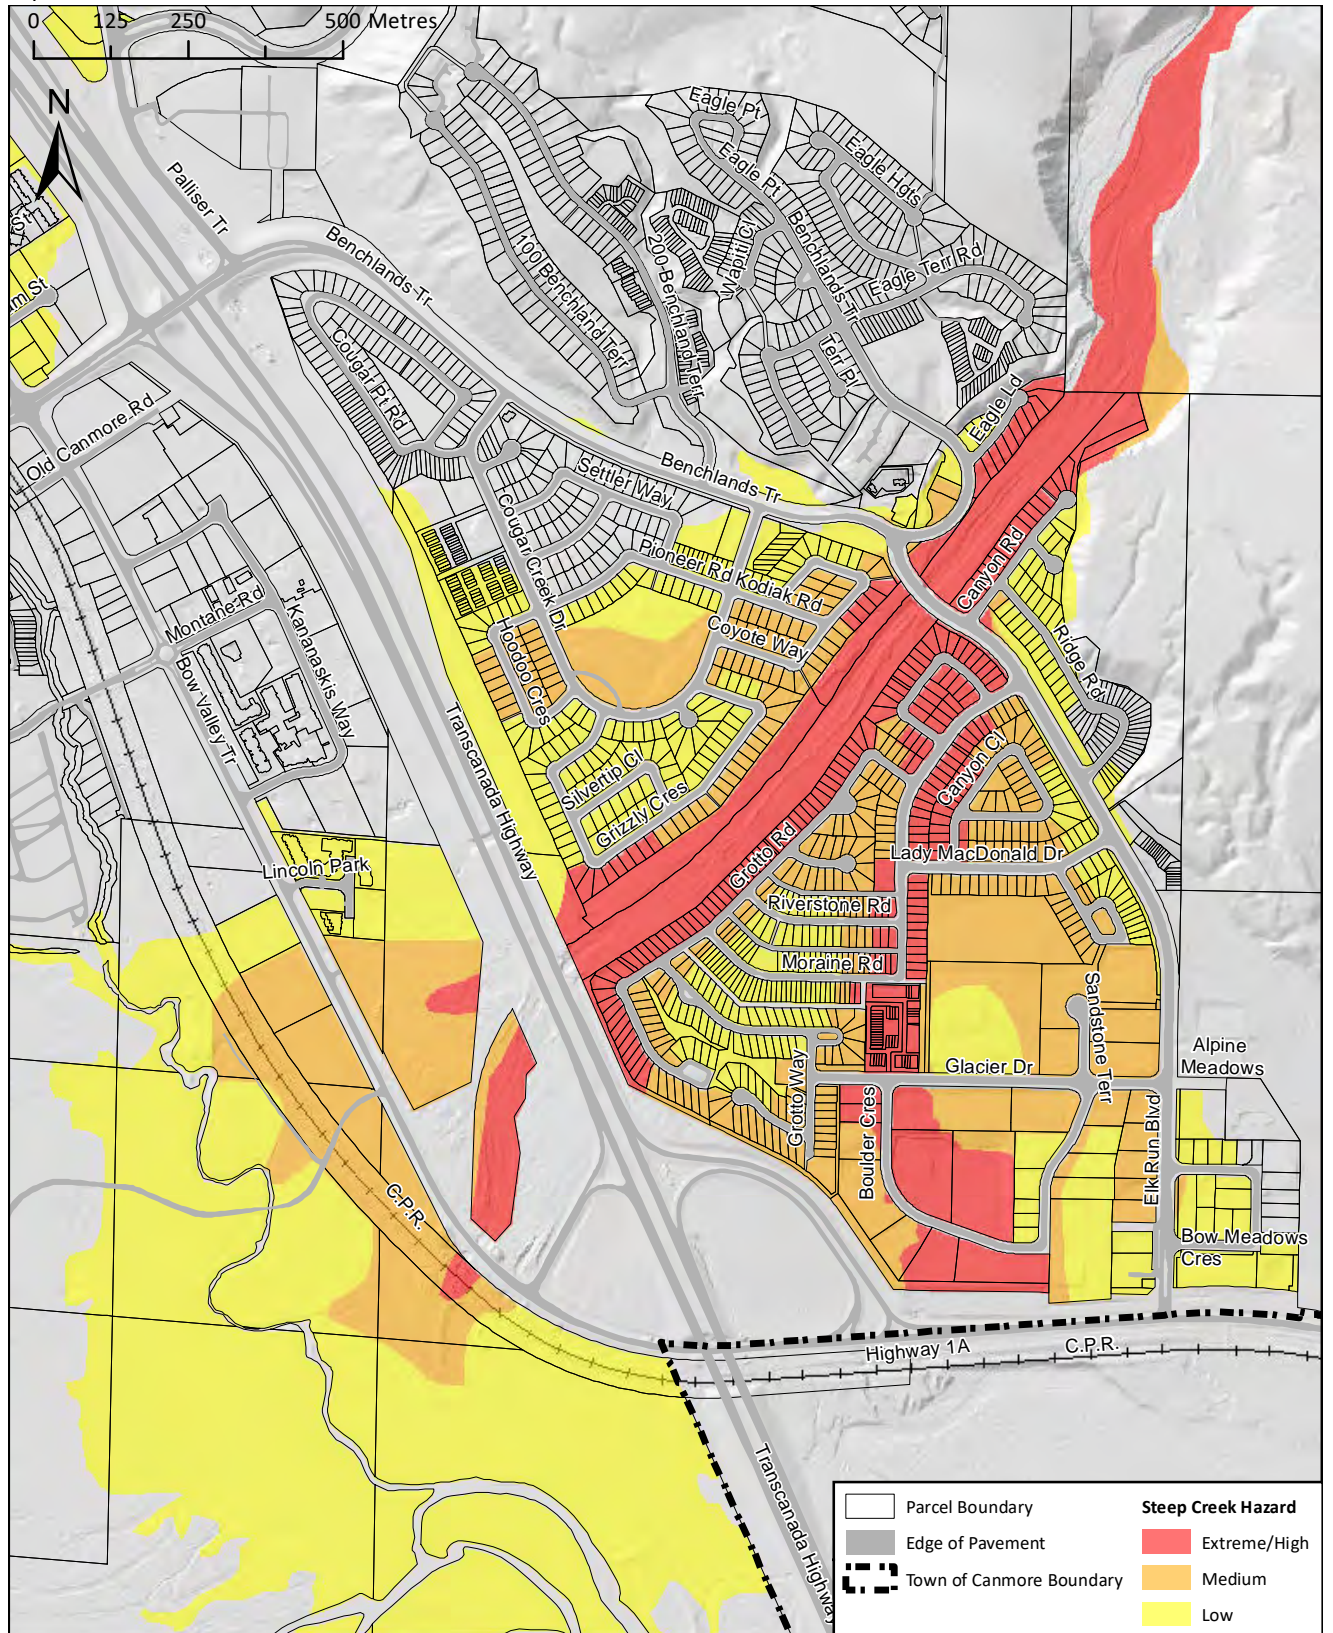 0 125 250 500 Metres
N
Palliser Tr
Benchlands Tr
100 Benchland Terr
200 Benchland Terr
Wapiti Cl
Eagle Pt
Eagle Pt
Eagle Hgts
Benchlands Tr
Eagle Terr Rd
Terr Pl
Eagle Ld
St
am St
Old Canmore Rd
Cougar Pt Rd
Settler Way
Benchlands Tr
Cougar Creek Dr
Pioneer Rd
Kodiak Rd
Coyote Way
Canyon Rd
Ridge Rd
Montane Rd
Kananaskis Way
Bow Valley Tr
Hoodoo Cres
Transcanada Highway
Silvertip Cl
Grizzly Cres
Canyon Cl
Grotto Rd
Lady MacDonald Dr
Lincoln Park
Riverstone Rd
Moraine Rd
Sandstone Terr
Alpine
Meadows
Glacier Dr
Grotto Way
Boulder Cres
Elk Run Blvd
C.P.R.
Bow Meadows
Cres
Highway 1A
C.P.R.
Transcanada Highway
Parcel Boundary
Edge of Pavement
Town of Canmore Boundary
Steep Creek Hazard
Extreme/High
Medium
Low